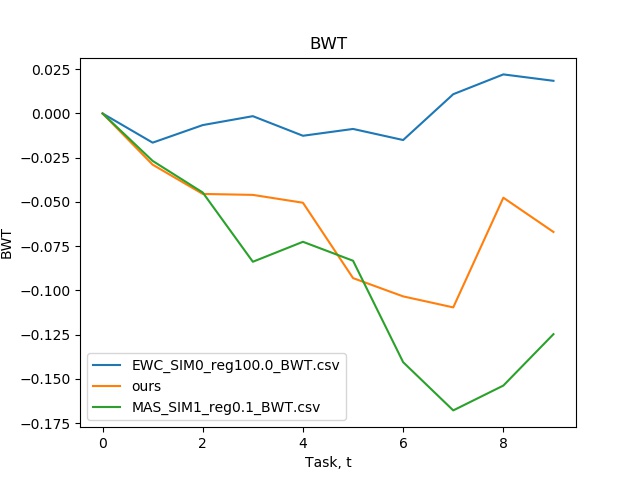 BWT
0.025
0.000
−0.025
−0.050
−0.075
−0.100
−0.125
−0.150
−0.175
BWT
EWC_SIM0_reg100.0_BWT.csv
ours
MAS_SIM1_reg0.1_BWT.csv
0 2 4 6 8
Task, t